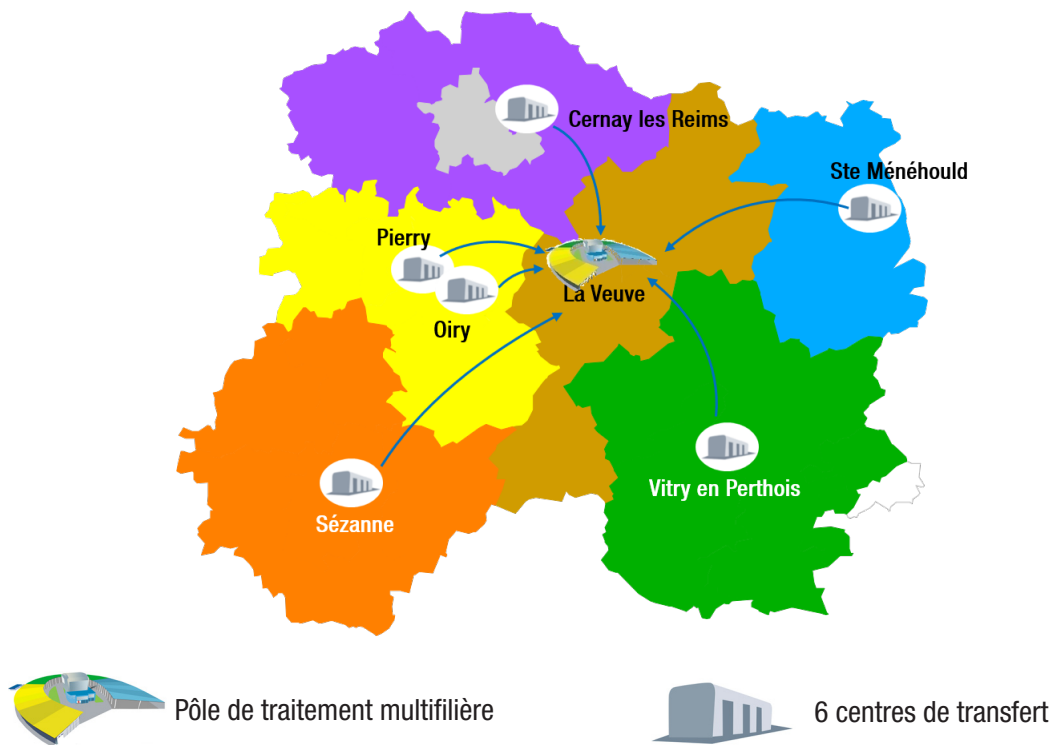 Cernay les Reims
Ste Ménéhould
Pierry
La Veuve
Oiry
Vitry en Perthois
Sézanne
Pôle de traitement multifilière
6 centres de transfert